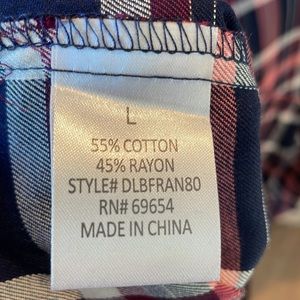 L
55% COTTON
45% RAYON
STYLE# DLBFRAN80
RN# 69654
MADE IN CHINA